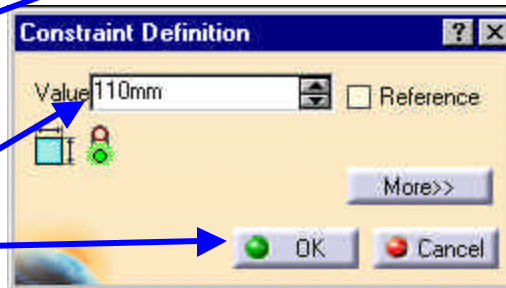 Constraint Definition ? X
Value 110mm Reference
More>>
OK Cancel